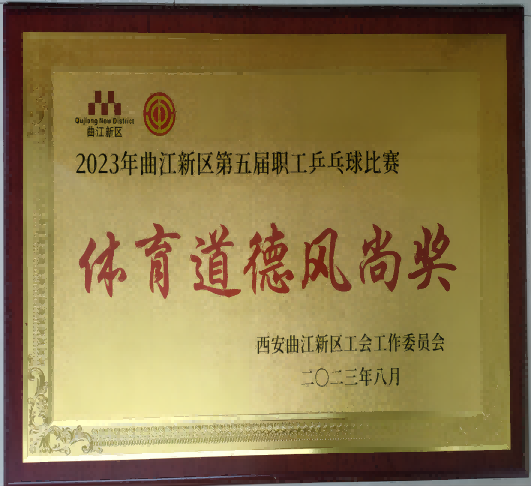 Qujiang New District
曲江新区
2023年曲江新区第五届职工乒乓球比赛
体育道德风尚奖
西安曲江新区工会工作委员会
二〇二三年八月